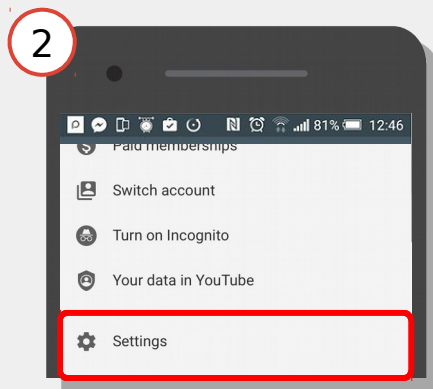 2
81% 12:46
Paid memberships
Switch account
Turn on Incognito
Your data in YouTube
Settings